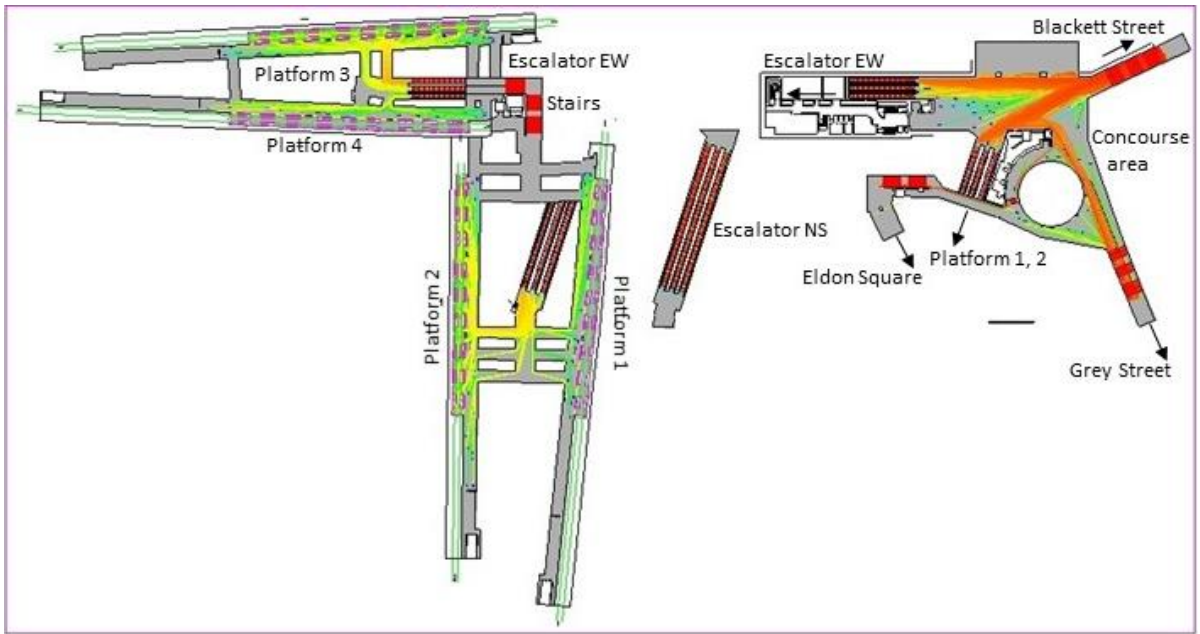 Platform 3
Escalator EW
Stairs
Platform 4
Platform 2
Platform 1
Escalator NS
Blackett Street
Escalator EW
Concourse
area
Platform 1, 2
Eldon Square
Grey Street